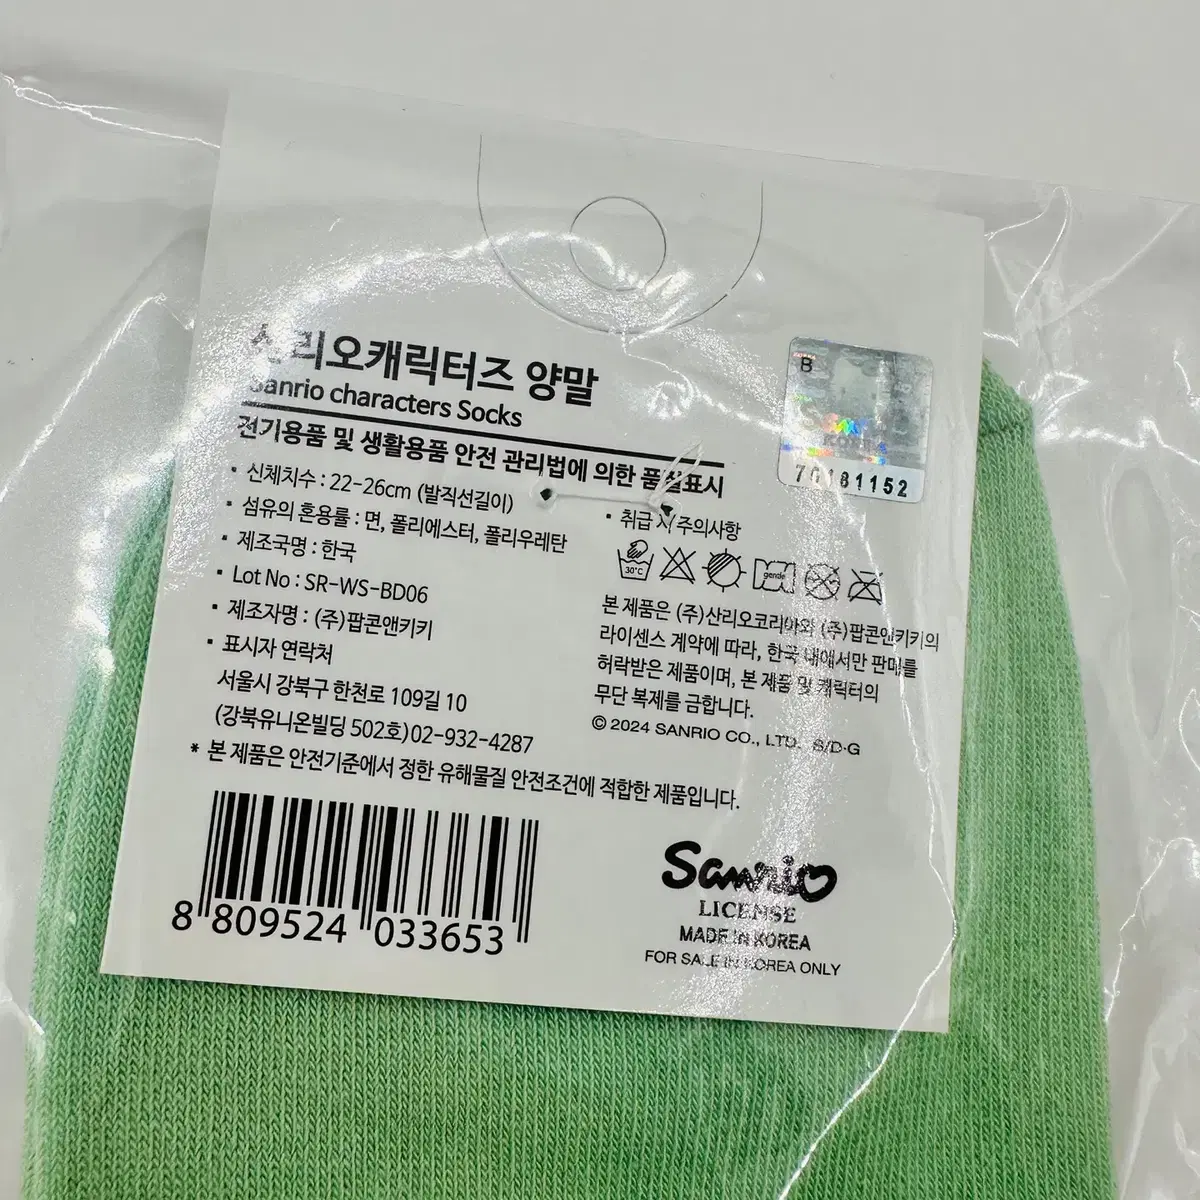 산리오캐릭터즈 양말
Sanrio characters Socks
전기용품 및 생활용품 안전 관리법에 의한 품질표시
▪ 신체치수 : 22-26cm (발직선길이)
▪ 섬유의 혼용률 : 면, 폴리에스터, 폴리우레탄
▪ 제조국명 : 한국
▪ Lot No : SR-WS-BD06
▪ 제조자명 : (주)팝콘앤키키
▪ 표시자 연락처
서울시 강북구 한천로 109길 10
(강북유니온빌딩 502호)02-932-4287
* 본 제품은 안전기준에서 정한 유해물질 안전조건에 적합한 제품입니다.
8 809524 033653
B
70181152
▪ 취급 시 주의사항
30°C
본 제품은 (주)산리오코리아와 (주)팝콘앤키키의
라이센스 계약에 따라, 한국 내에서만 판매를
허락받은 제품이며, 본 제품 및 캐릭터의
무단 복제를 금합니다.
© 2024 SANRIO CO., LTD. S/D·G
Sanrio
LICENSE
MADE IN KOREA
FOR SALE IN KOREA ONLY